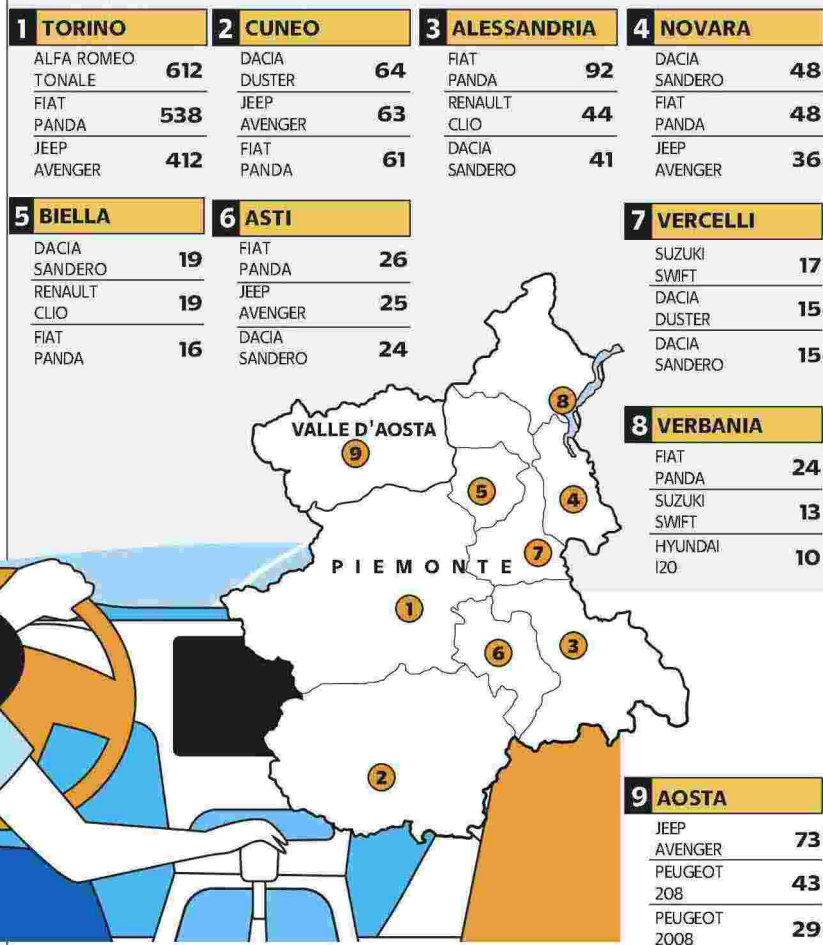 1 TORINO
ALFA ROMEO
TONALE 612
FIAT
PANDA 538
JEEP
AVENGER 412
2 CUNEO
DACIA
DUSTER 64
JEEP
AVENGER 63
FIAT
PANDA 61
3 ALESSANDRIA
FIAT
PANDA 92
RENAULT
CLIO 44
DACIA
SANDERO 41
4 NOVARA
DACIA
SANDERO 48
FIAT
PANDA 48
JEEP
AVENGER 36
5 BIELLA
DACIA
SANDERO 19
RENAULT
CLIO 19
FIAT
PANDA 16
6 ASTI
FIAT
PANDA 26
JEEP
AVENGER 25
DACIA
SANDERO 24
7 VERCELLI
SUZUKI
SWIFT 17
DACIA
DUSTER 15
DACIA
SANDERO 15
8 VERBANIA
FIAT
PANDA 24
SUZUKI
SWIFT 13
HYUNDAI
I20 10
8
VALLE D'AOSTA
9
5
4
7
PIEMONTE
1
6
3
2
9 AOSTA
JEEP
AVENGER 73
PEUGEOT
208 43
PEUGEOT
2008 29